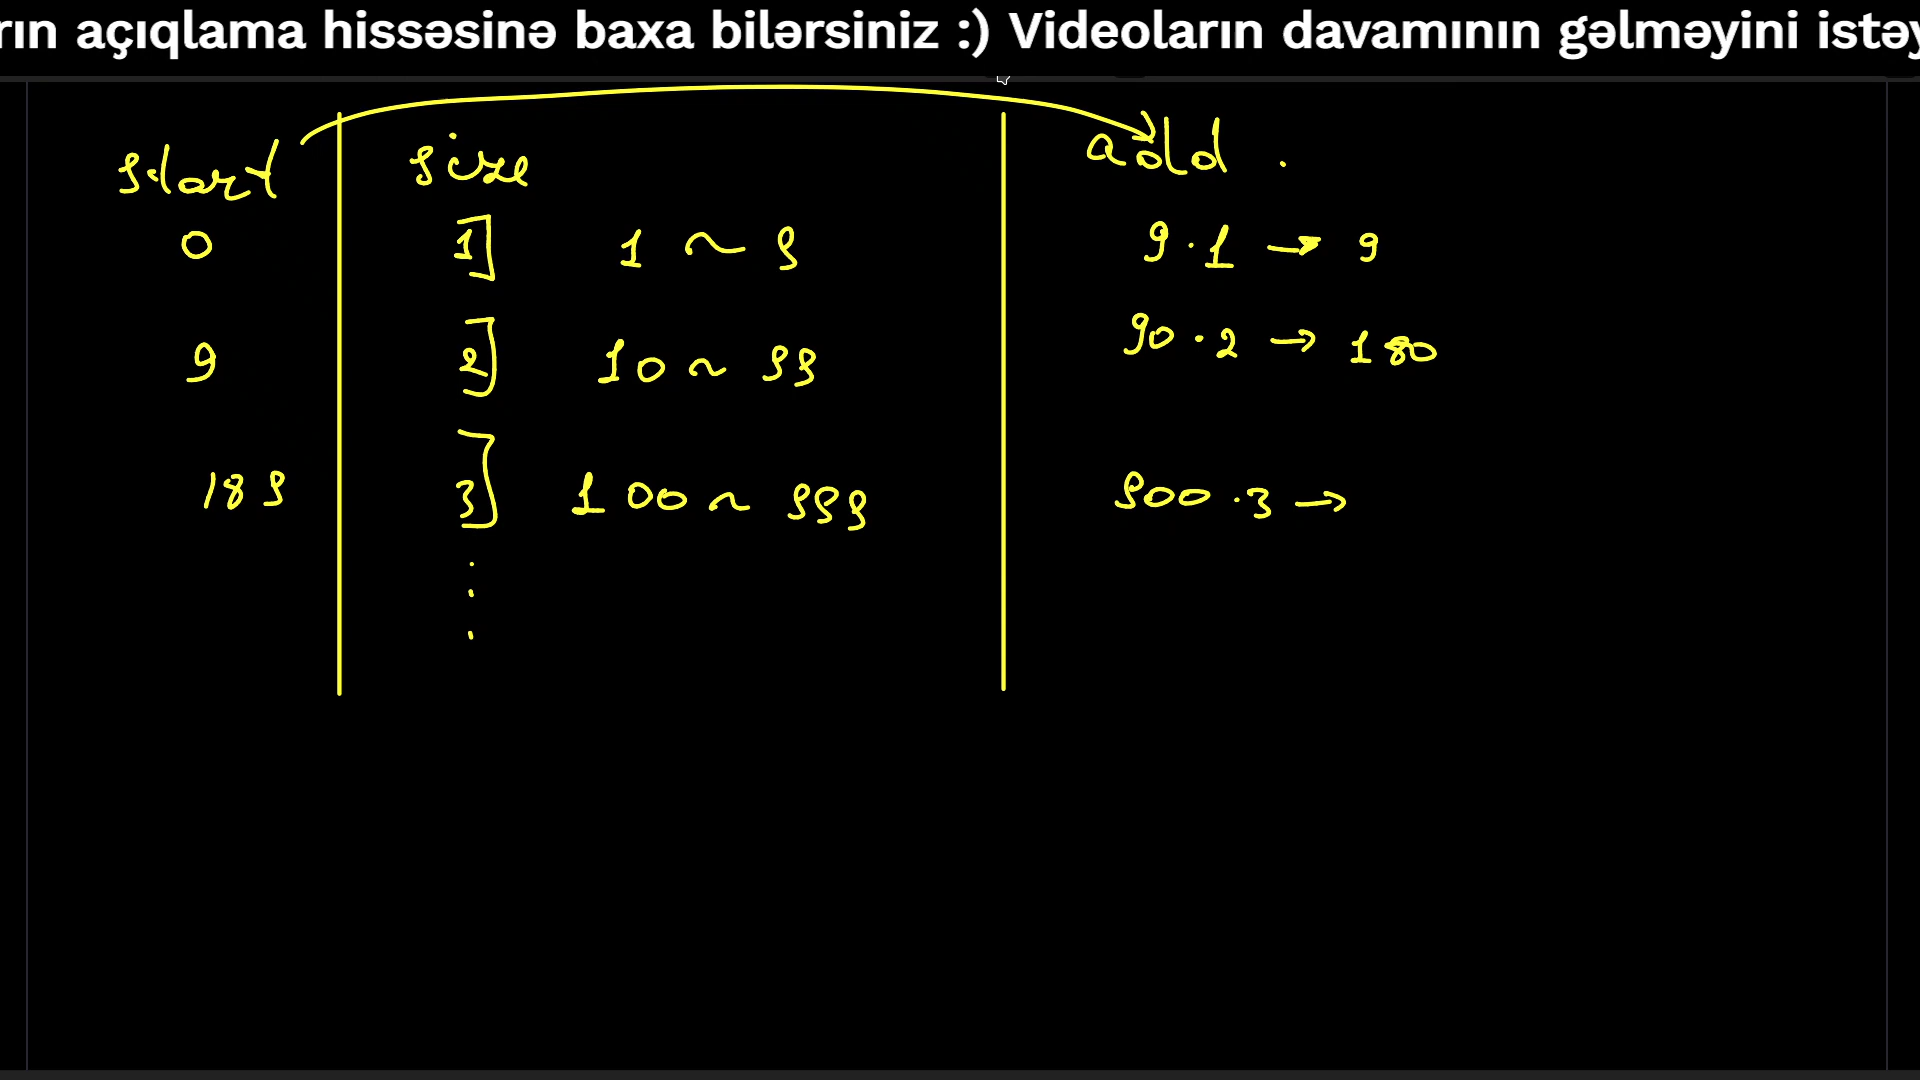 rın açıqlama hissəsinə baxa bilərsiniz :) Videoların davamının gəlməyini istəy
start size add .
0 1] 1 ~ 9 9·1 → 9
9 2] 10 ~ 99 90·2 → 180
189 3] 100 ~ 999 900·3 →